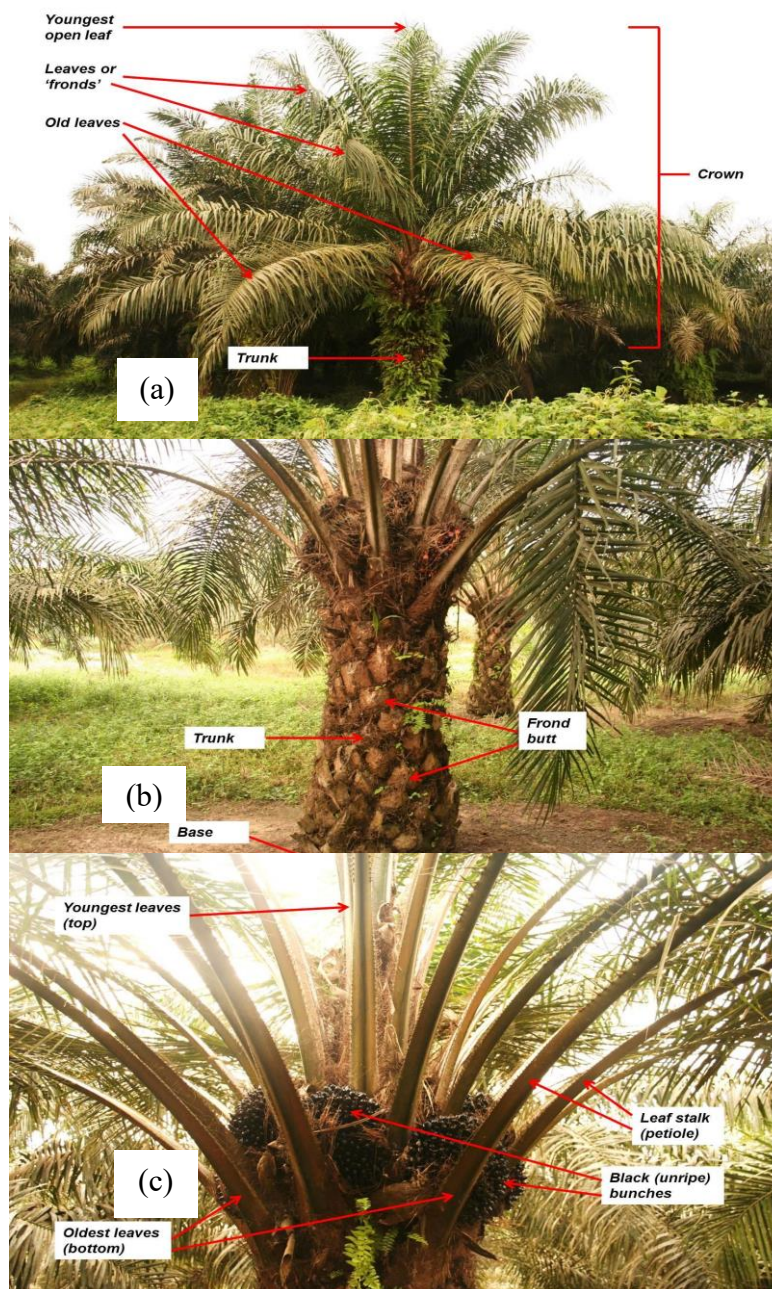 Youngest
open leaf
Leaves or
‘fronds’
Old leaves
Crown
Trunk
(a)
Frond
butt
Trunk
(b)
Base
Youngest leaves
(top)
Leaf stalk
(petiole)
Black (unripe)
bunches
(c)
Oldest leaves
(bottom)